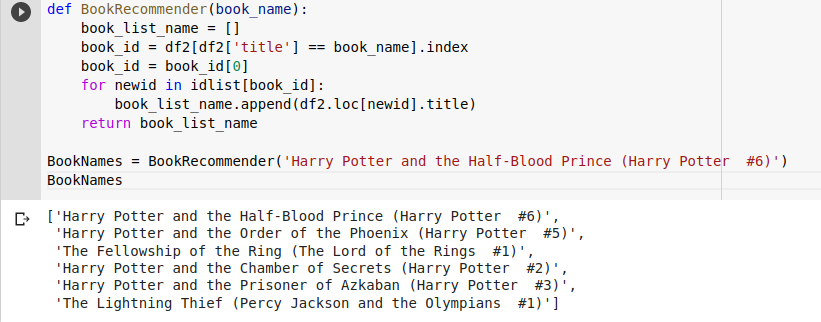 def BookRecommender(book_name):
    book_list_name = []
    book_id = df2[df2['title'] == book_name].index
    book_id = book_id[0]
    for newid in idlist[book_id]:
        book_list_name.append(df2.loc[newid].title)
    return book_list_name

BookNames = BookRecommender('Harry Potter and the Half-Blood Prince (Harry Potter  #6)')
BookNames
['Harry Potter and the Half-Blood Prince (Harry Potter  #6)',
 'Harry Potter and the Order of the Phoenix (Harry Potter  #5)',
 'The Fellowship of the Ring (The Lord of the Rings  #1)',
 'Harry Potter and the Chamber of Secrets (Harry Potter  #2)',
 'Harry Potter and the Prisoner of Azkaban (Harry Potter  #3)',
 'The Lightning Thief (Percy Jackson and the Olympians  #1)']